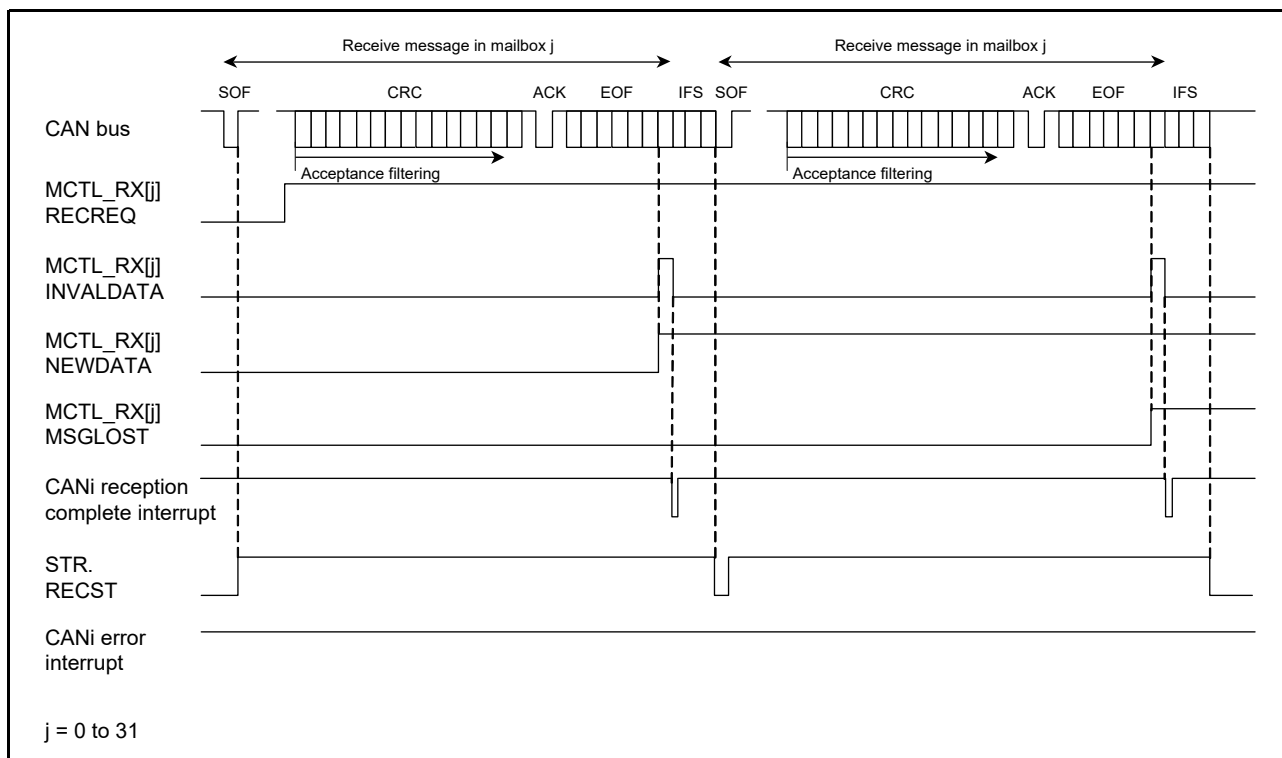 Receive message in mailbox j Receive message in mailbox j
SOF CRC ACK EOF IFS SOF CRC ACK EOF IFS
CAN bus
Acceptance filtering Acceptance filtering
MCTL_RX[j]
RECREQ
MCTL_RX[j]
INVALDATA
MCTL_RX[j]
NEWDATA
MCTL_RX[j]
MSGLOST
CANi reception
complete interrupt
STR.
RECST
CANi error
interrupt
j = 0 to 31